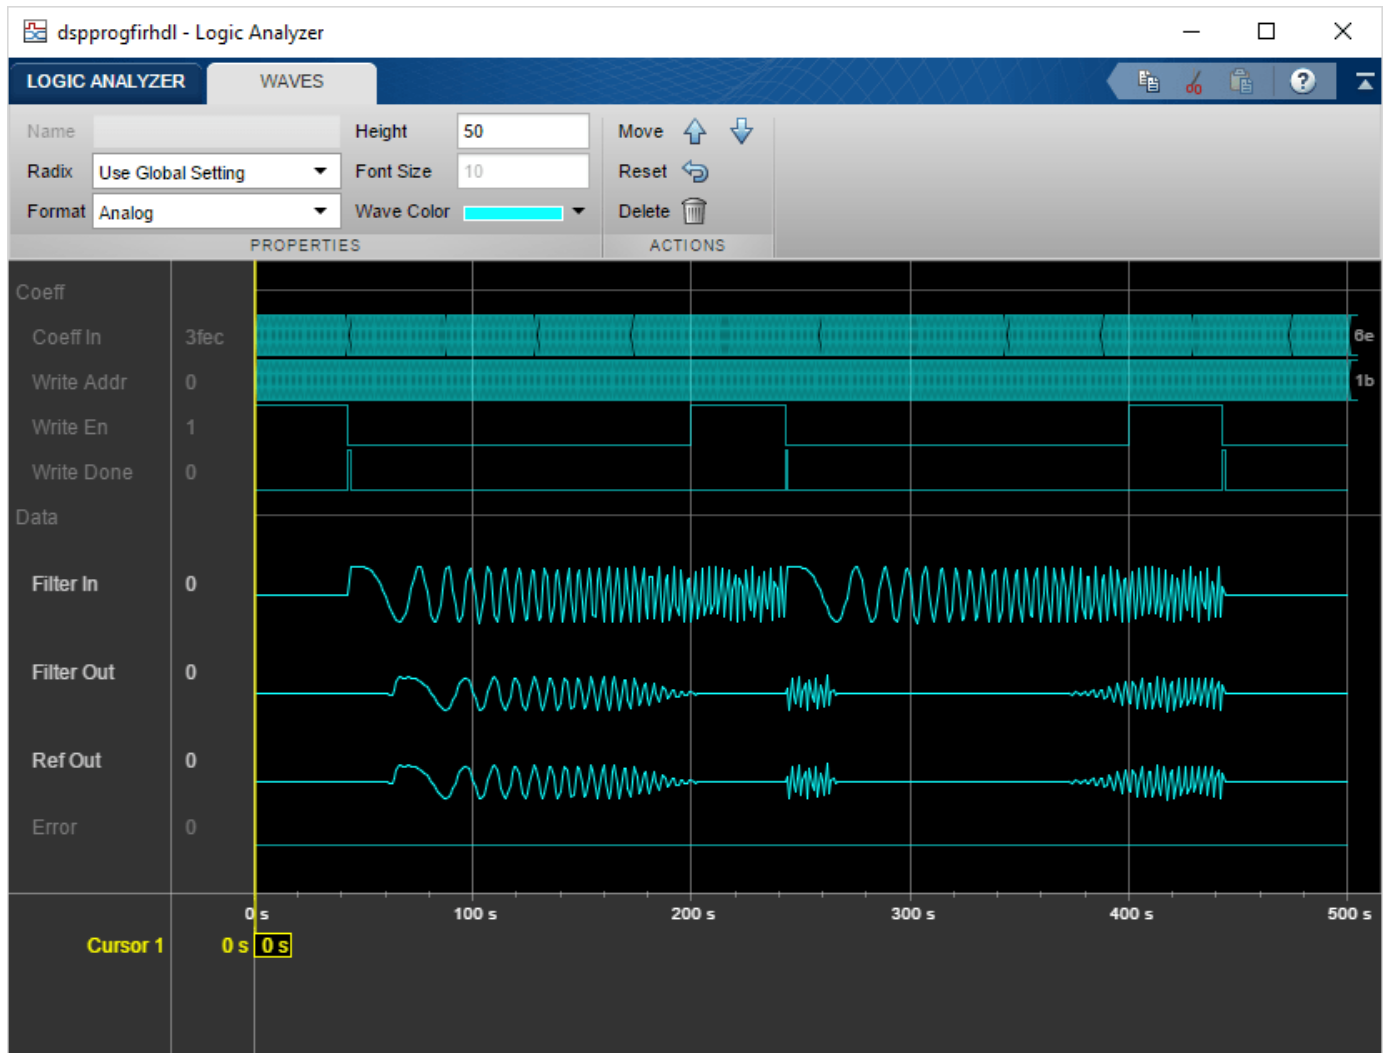 dspprogfirhdl - Logic Analyzer
LOGIC ANALYZER WAVES
Name Height 50 Move
Radix Use Global Setting Font Size 10 Reset
Format Analog Wave Color Delete
PROPERTIES ACTIONS
Coeff
Coeff In 3fec 6e
Write Addr 0 1b
Write En 1
Write Done 0
Data
Filter In 0
Filter Out 0
Ref Out 0
Error 0
0 s 100 s 200 s 300 s 400 s 500 s
Cursor 1 0 s 0 s